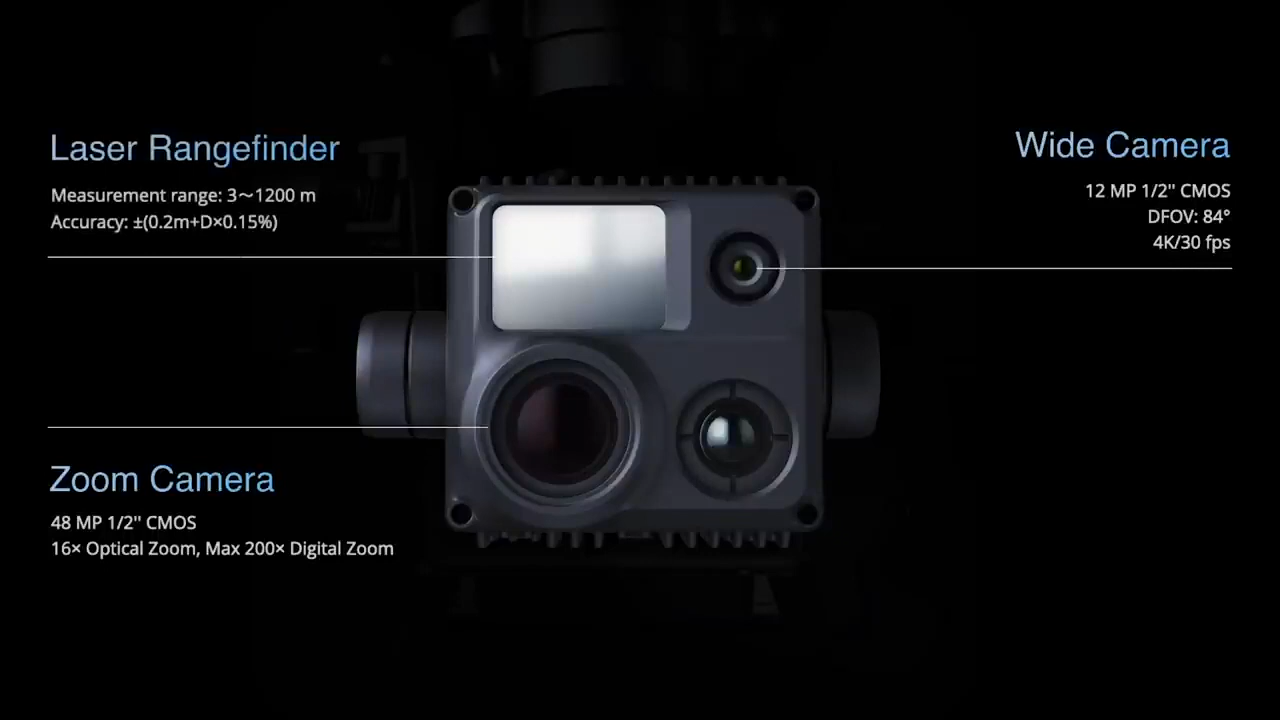 Laser Rangefinder
Measurement range: 3～1200 m
Accuracy: ±(0.2m+D×0.15%)
Wide Camera
12 MP 1/2" CMOS
DFOV: 84°
4K/30 fps
Zoom Camera
48 MP 1/2" CMOS
16× Optical Zoom, Max 200× Digital Zoom